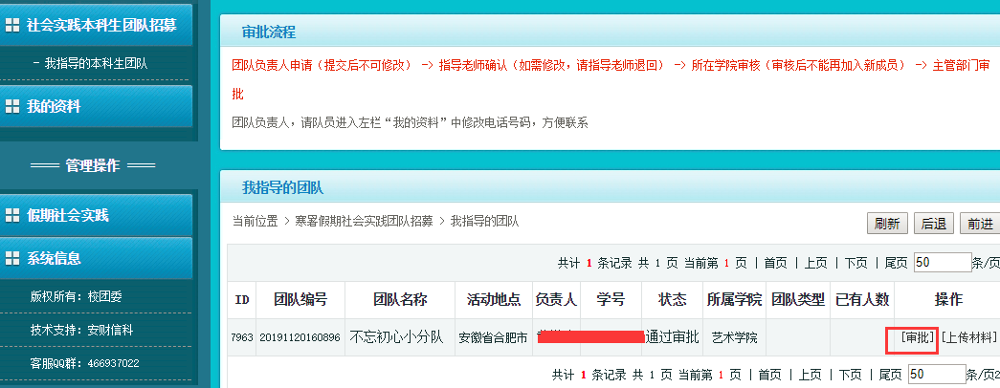 社会实践本科生团队招募
- 我指导的本科生团队
我的资料
管理操作
假期社会实践
系统信息
版权所有：校团委
技术支持：安财信科
客服QQ群：466937022
审批流程
团队负责人申请（提交后不可修改） -> 指导老师确认（如需修改，请指导老师退回） -> 所在学院审核（审核后不能再加入新成员） -> 主管部门审
批
团队负责人，请队员进入左栏“我的资料”中修改电话号码，方便联系
我指导的团队
当前位置 > 寒暑假期社会实践团队招募 > 我指导的团队
刷新 后退 前进
共计 1 条记录 共 1 页 当前第 1 页 | 首页 | 上页 | 下页 | 尾页 50 条/页
ID 团队编号 团队名称 活动地点 负责人 学号 状态 所属学院 团队类型 已有人数 操作
7963 20191120160896 不忘初心小分队 安徽省合肥市 通过审批 艺术学院 [审批] [上传材料]
共计 1 条记录 共 1 页 当前第 1 页 | 首页 | 上页 | 下页 | 尾页 50 条/页2